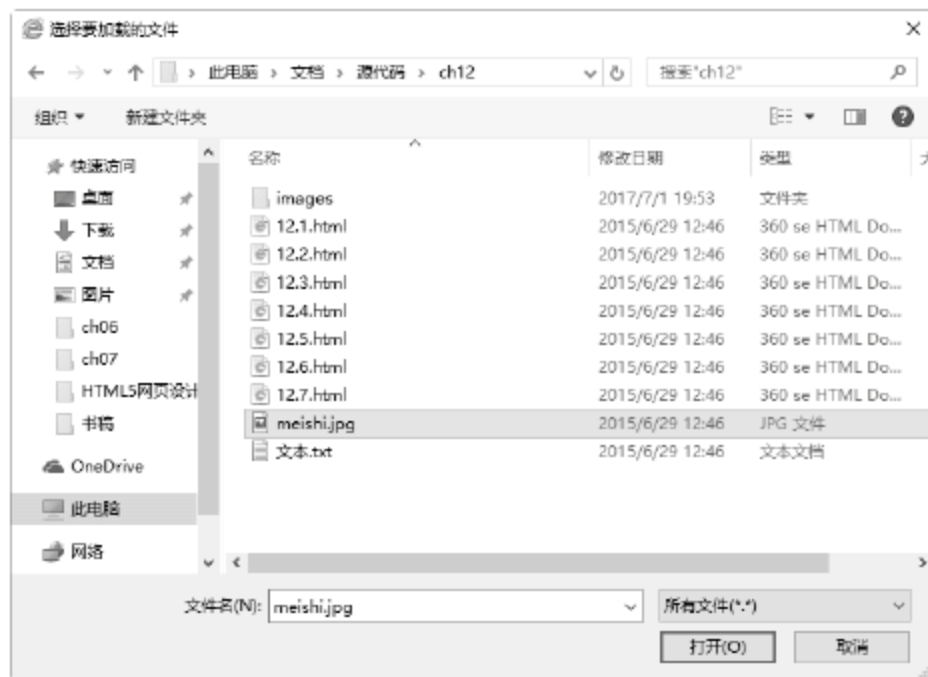 选择要加载的文件
此电脑 › 文档 › 源代码 › ch12
搜索"ch12"
组织
新建文件夹
快速访问
桌面
下载
文档
图片
ch06
ch07
HTML5网页设计
书稿
OneDrive
此电脑
网络
名称 修改日期 类型
images 2017/7/1 19:53 文件夹
12.1.html 2015/6/29 12:46 360 se HTML Do...
12.2.html 2015/6/29 12:46 360 se HTML Do...
12.3.html 2015/6/29 12:46 360 se HTML Do...
12.4.html 2015/6/29 12:46 360 se HTML Do...
12.5.html 2015/6/29 12:46 360 se HTML Do...
12.6.html 2015/6/29 12:46 360 se HTML Do...
12.7.html 2015/6/29 12:46 360 se HTML Do...
meishi.jpg 2015/6/29 12:46 JPG 文件
文本.txt 2015/6/29 12:46 文本文档
文件名(N): meishi.jpg
所有文件(*.*)
打开(O) 取消